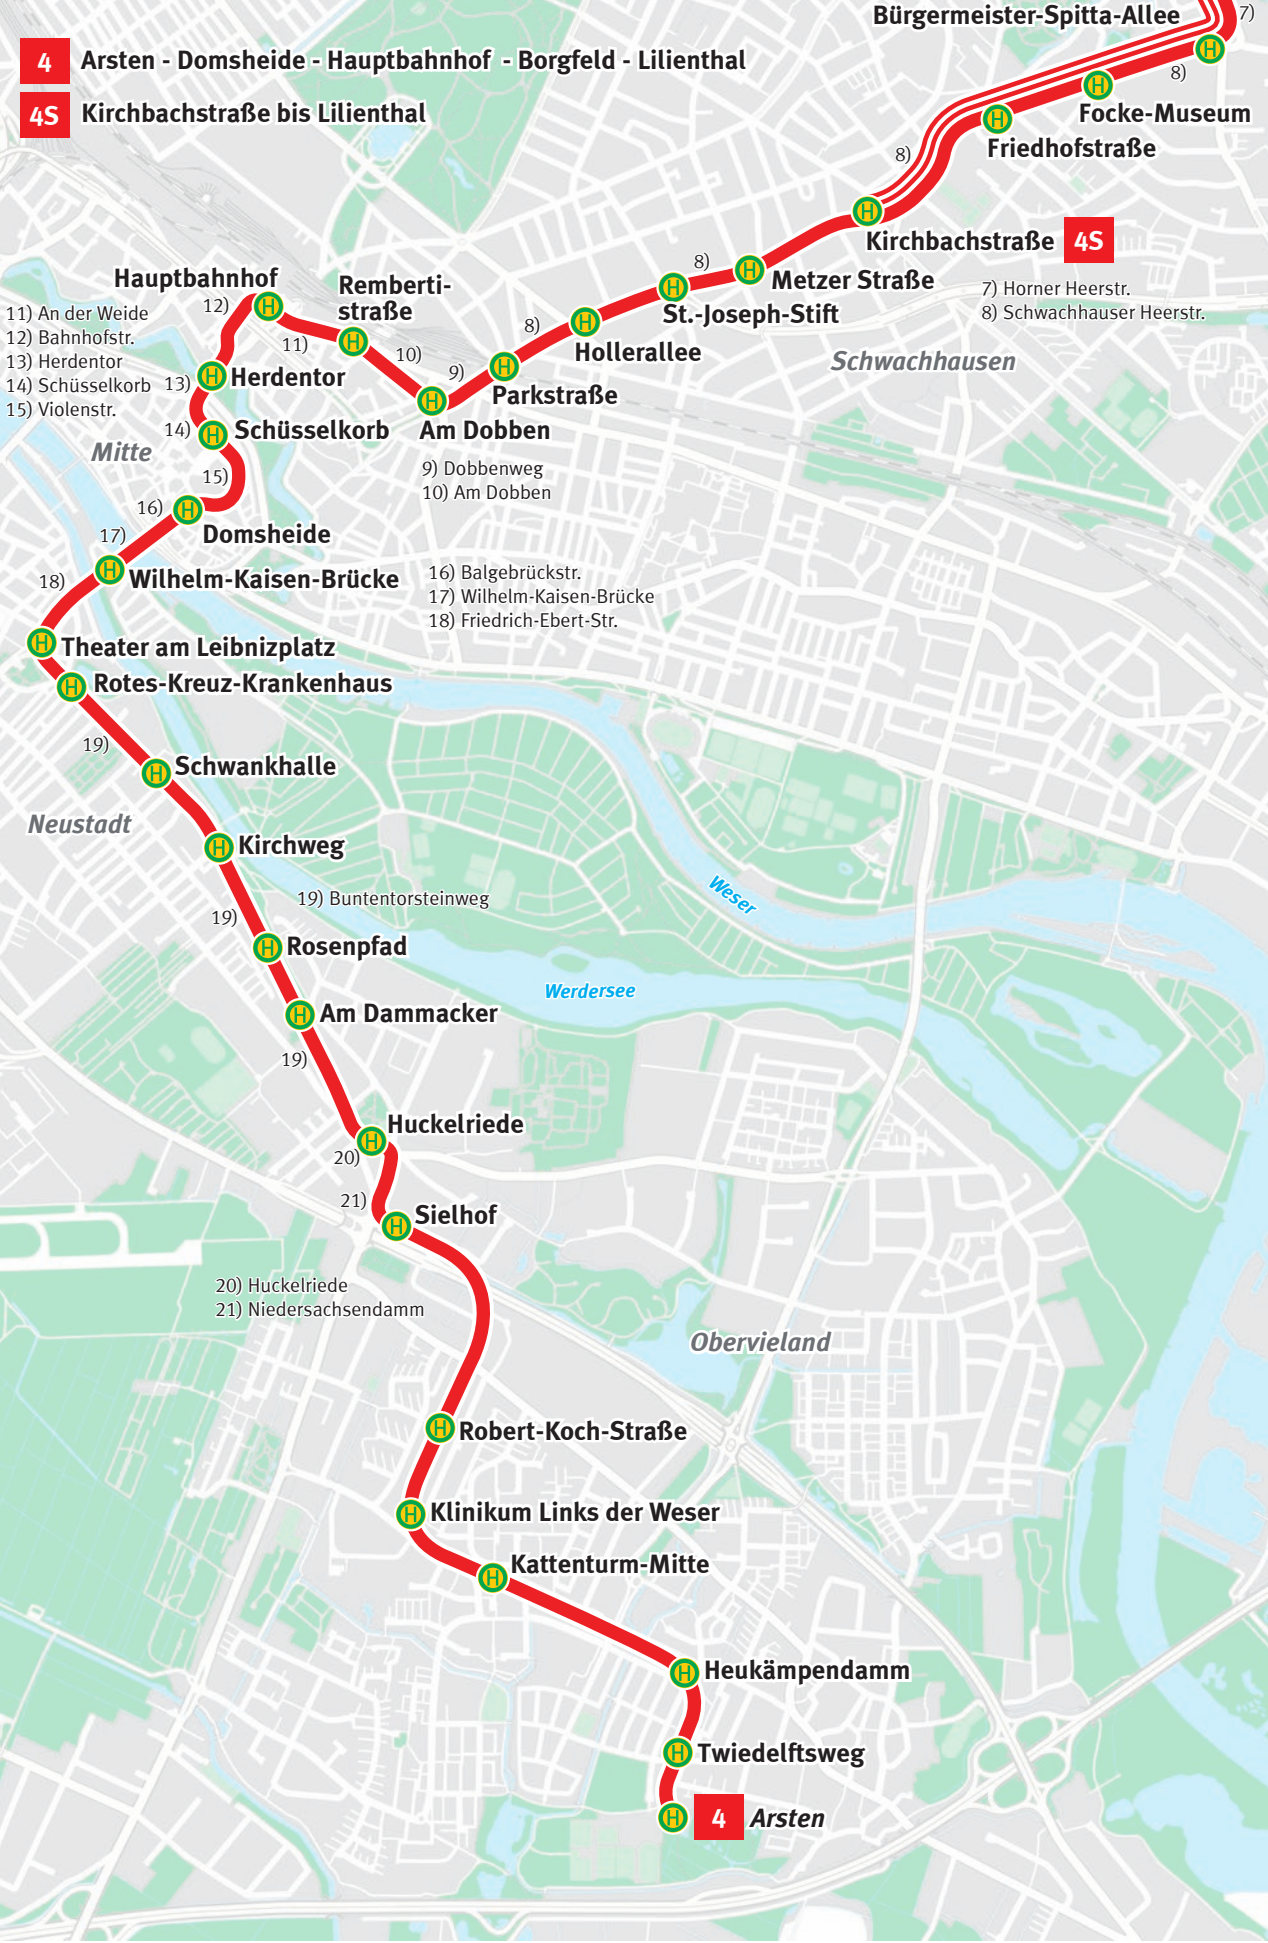 Bürgermeister-Spitta-Allee
7)
4 Arsten - Domsheide - Hauptbahnhof - Borgfeld - Lilienthal
4S Kirchbachstraße bis Lilienthal
8)
Focke-Museum
Friedhofstraße
8)
Kirchbachstraße 4S
8)
Metzer Straße
7) Horner Heerstr.
8) Schwachhauser Heerstr.
St.-Joseph-Stift
Schwachhausen
8)
Hollerallee
Parkstraße
9)
Am Dobben
10)
9) Dobbenweg
10) Am Dobben
Remberti-
straße
11)
Hauptbahnhof
12)
11) An der Weide
12) Bahnhofstr.
13) Herdentor
14) Schüsselkorb
15) Violenstr.
13)
Herdentor
14)
Schüsselkorb
Mitte
15)
16)
Domsheide
17)
Wilhelm-Kaisen-Brücke
16) Balgebrückstr.
17) Wilhelm-Kaisen-Brücke
18) Friedrich-Ebert-Str.
18)
Theater am Leibnizplatz
Rotes-Kreuz-Krankenhaus
19)
Schwankhalle
Neustadt
Kirchweg
19) Buntentorsteinweg
Weser
19)
Rosenpfad
Werdersee
Am Dammacker
19)
Huckelriede
20)
21)
Sielhof
20) Huckelriede
21) Niedersachsendamm
Obervieland
Robert-Koch-Straße
Klinikum Links der Weser
Kattenturm-Mitte
Heukämpendamm
Twiedelftsweg
4 Arsten